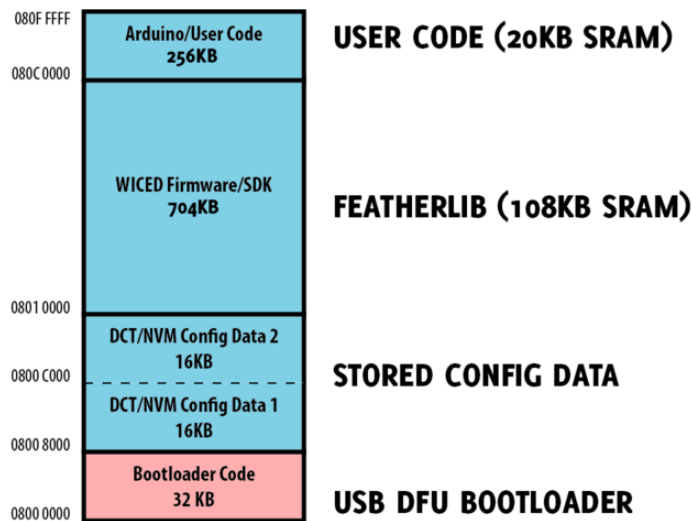 080F FFFF
Arduino/User Code
256KB
USER CODE (20KB SRAM)
080C 0000
WICED Firmware/SDK
704KB
FEATHERLIB (108KB SRAM)
0801 0000
DCT/NVM Config Data 2
16KB
0800 C000
STORED CONFIG DATA
DCT/NVM Config Data 1
16KB
0800 8000
Bootloader Code
32 KB
USB DFU BOOTLOADER
0800 0000